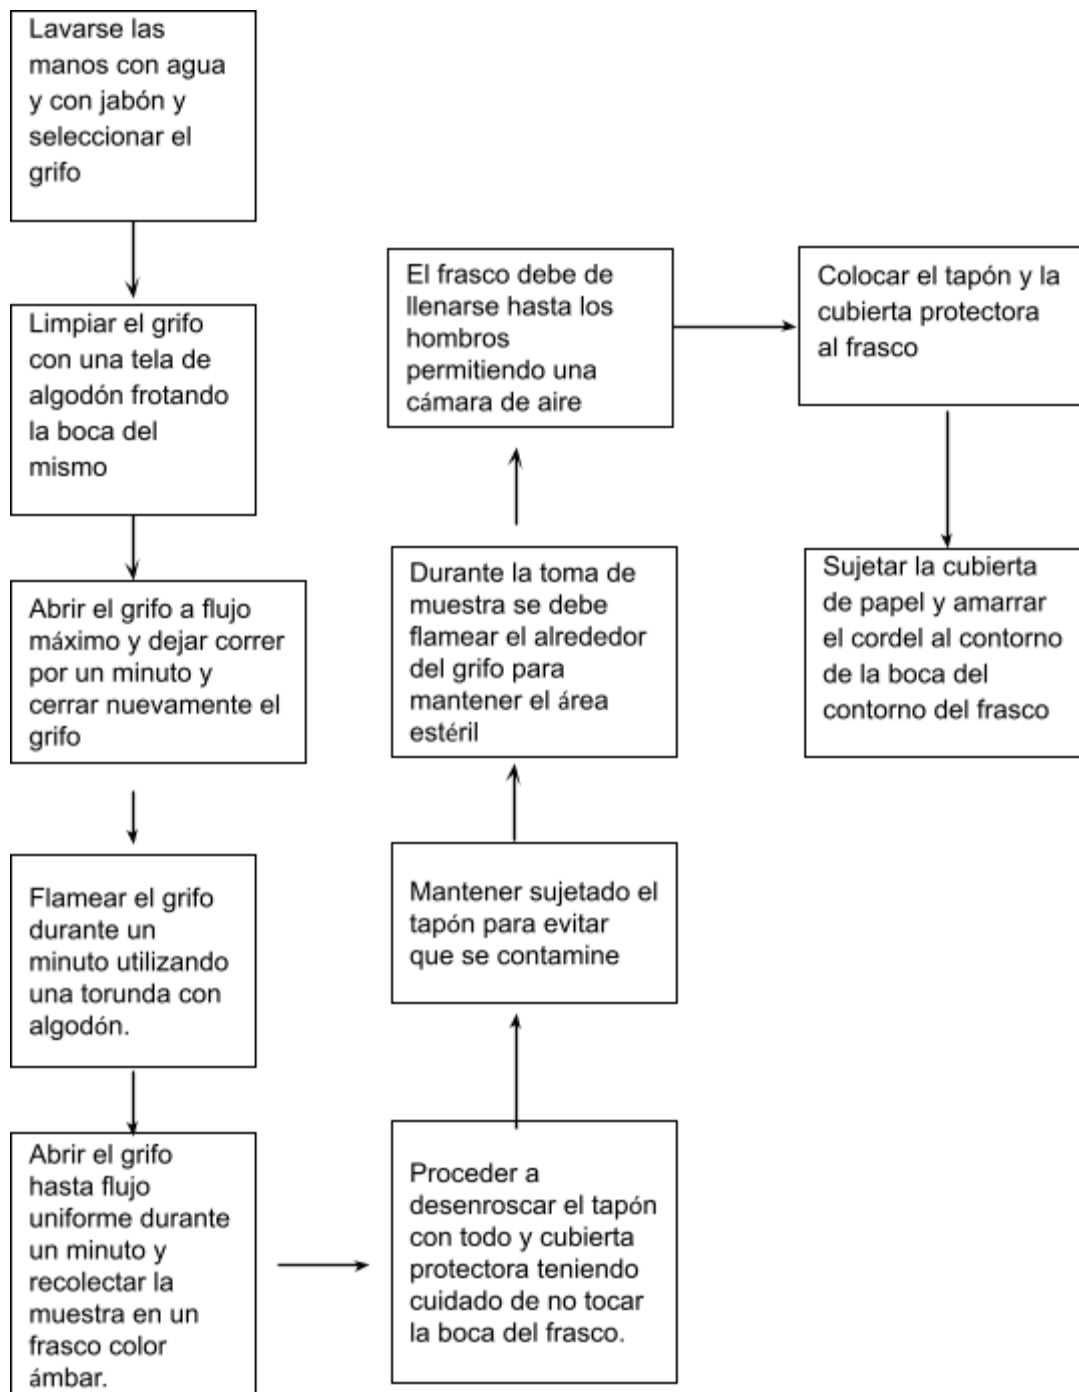 Lavarse las
manos con agua
y con jabón y
seleccionar el
grifo
Limpiar el grifo
con una tela de
algodón frotando
la boca del
mismo
Abrir el grifo a flujo
máximo y dejar correr
por un minuto y
cerrar nuevamente el
grifo
Flamear el grifo
durante un
minuto utilizando
una torunda con
algodón.
Abrir el grifo
hasta flujo
uniforme durante
un minuto y
recolectar la
muestra en un
frasco color
ámbar.
Proceder a
desenroscar el tapón
con todo y cubierta
protectora teniendo
cuidado de no tocar
la boca del frasco.
Mantener sujetado el
tapón para evitar
que se contamine
Durante la toma de
muestra se debe
flamear el alrededor
del grifo para
mantener el área
estéril
El frasco debe de
llenarse hasta los
hombros
permitiendo una
cámara de aire
Colocar el tapón y la
cubierta protectora
al frasco
Sujetar la cubierta
de papel y amarrar
el cordel al contorno
de la boca del
contorno del frasco